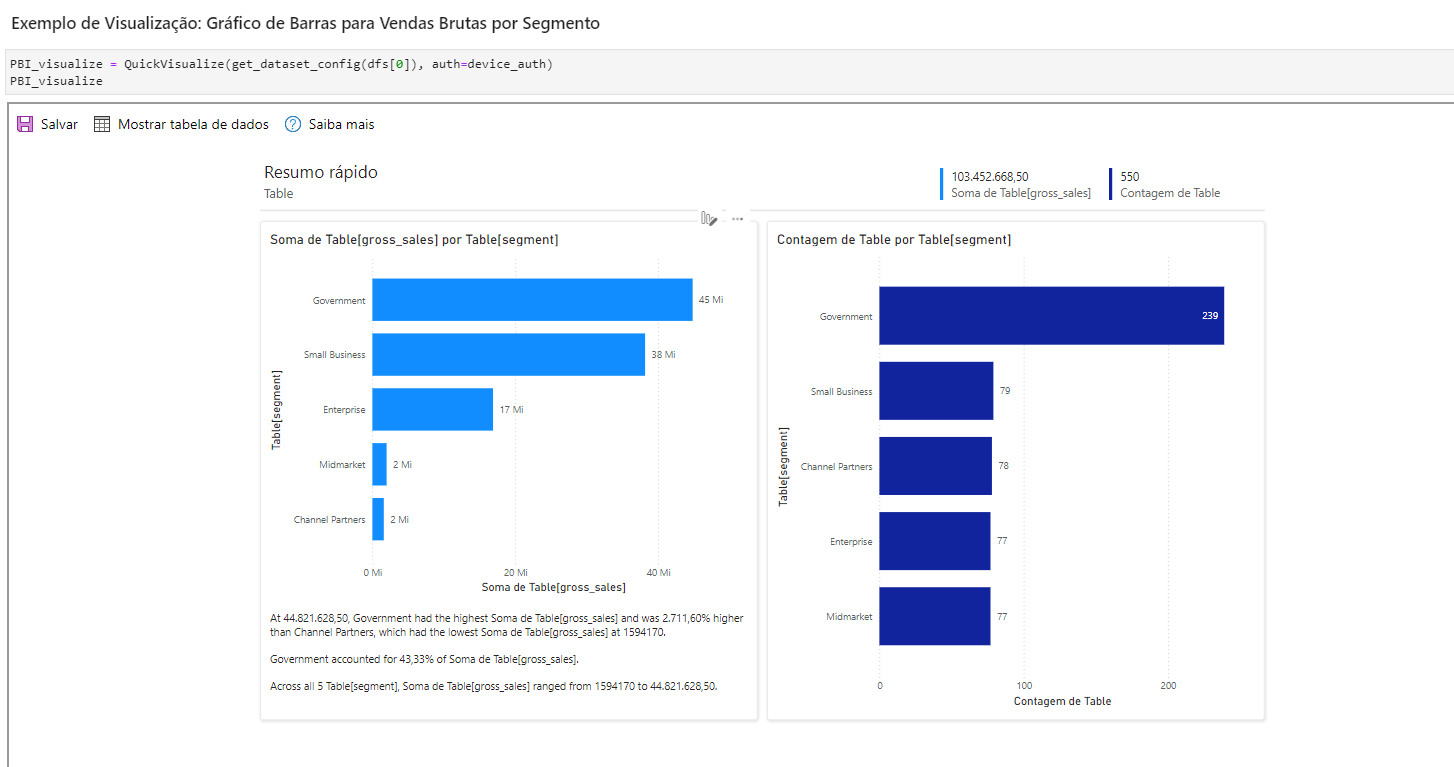 Exemplo de Visualização: Gráfico de Barras para Vendas Brutas por Segmento
PBI_visualize = QuickVisualize(get_dataset_config(dfs[0]), auth=device_auth)
PBI_visualize
Salvar
Mostrar tabela de dados
Saiba mais
Resumo rápido
Table
103.452.668,50
Soma de Table[gross_sales]
550
Contagem de Table
Soma de Table[gross_sales] por Table[segment]
Table[segment]
Government
45 Mi
Small Business
38 Mi
Enterprise
17 Mi
Midmarket
2 Mi
Channel Partners
2 Mi
0 Mi
20 Mi
40 Mi
Soma de Table[gross_sales]
At 44.821.628,50, Government had the highest Soma de Table[gross_sales] and was 2.711,60% higher
than Channel Partners, which had the lowest Soma de Table[gross_sales] at 1594170.
Government accounted for 43,33% of Soma de Table[gross_sales].
Across all 5 Table[segment], Soma de Table[gross_sales] ranged from 1594170 to 44.821.628,50.
Contagem de Table por Table[segment]
Table[segment]
Government
239
Small Business
79
Channel Partners
78
Enterprise
77
Midmarket
77
0
100
200
Contagem de Table